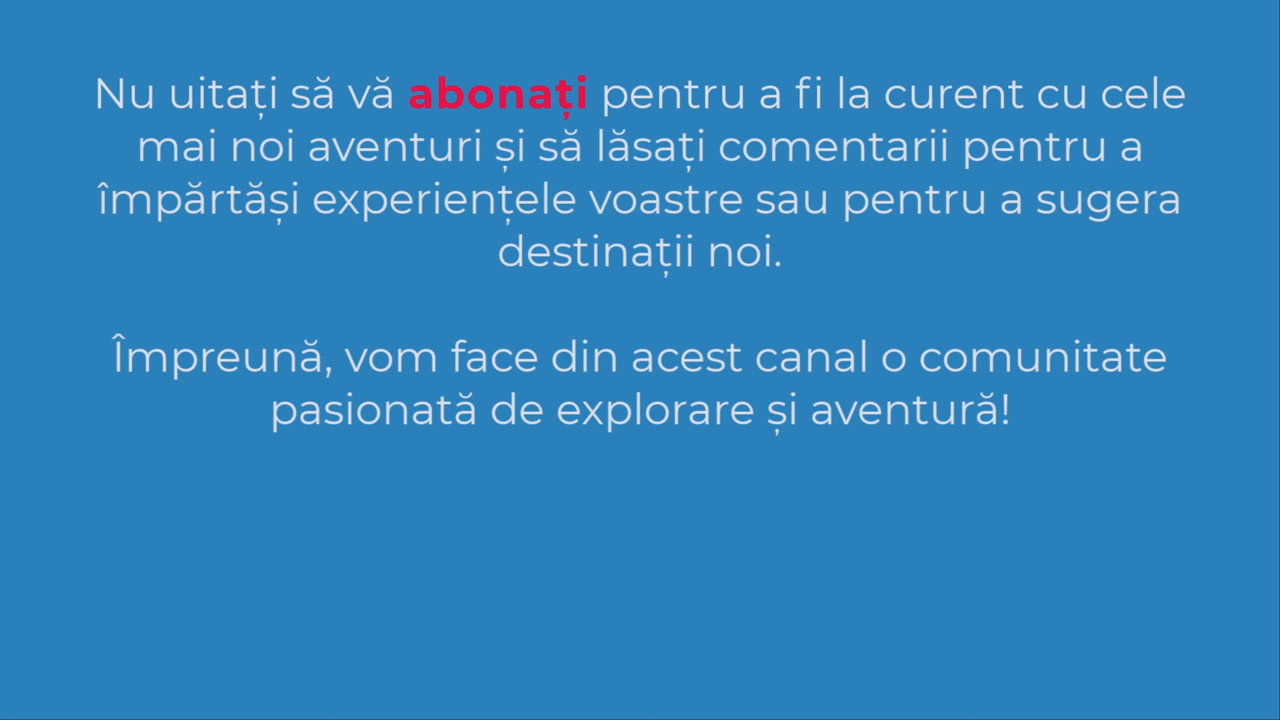 Nu uitați să vă abonați pentru a fi la curent cu cele
mai noi aventuri și să lăsați comentarii pentru a
împărtăși experiențele voastre sau pentru a sugera
destinații noi.
Împreună, vom face din acest canal o comunitate
pasionată de explorare și aventură!